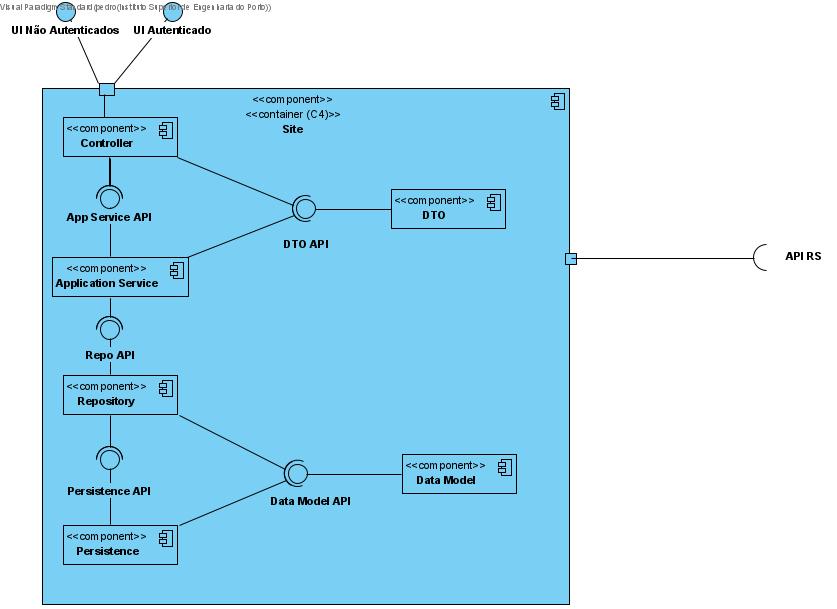 Visual Paradigm Standard(pedro(Instituto Superior de Engenharia do Porto))
UI Não Autenticados
UI Autenticado
<<component>>
<<container (C4)>>
Site
<<component>>
Controller
App Service API
<<component>>
DTO
DTO API
API RS
<<component>>
Application Service
Repo API
<<component>>
Repository
<<component>>
Data Model
Persistence API
Data Model API
<<component>>
Persistence